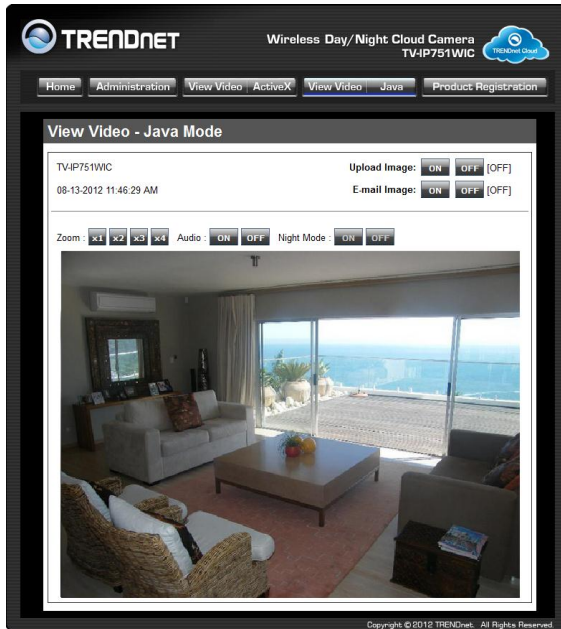 TRENDNET
Wireless Day/Night Cloud Camera
TV-IP751WIC
TRENDnet Cloud
Home Administration View Video ActiveX View Video Java Product Registration
View Video - Java Mode
TV-IP751WIC Upload Image: ON OFF [OFF]
08-13-2012 11:46:29 AM E-mail Image: ON OFF [OFF]
Zoom : x1 x2 x3 x4 Audio : ON OFF Night Mode : ON OFF
Copyright © 2012 TRENDnet. All Rights Reserved.